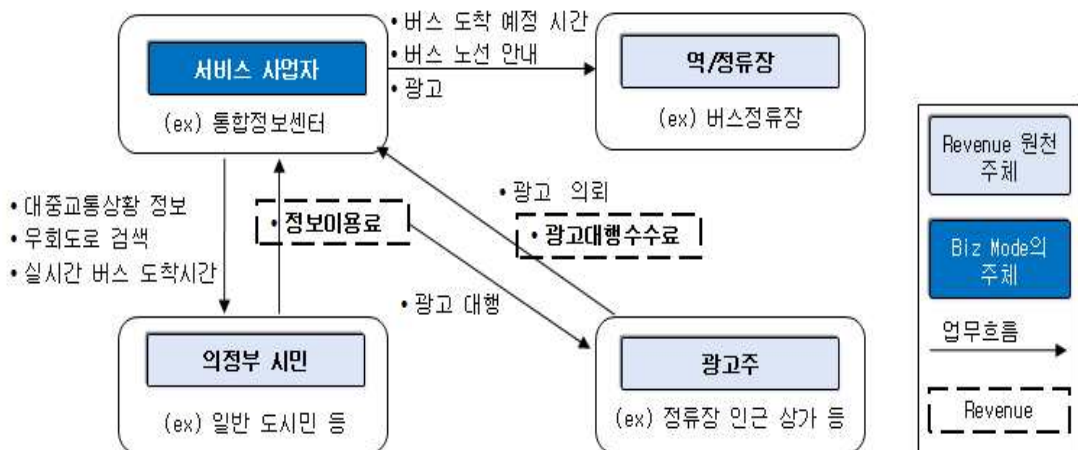 서비스 사업자
(ex) 통합정보센터
• 버스 도착 예정 시간
• 버스 노선 안내
• 광고
역/정류장
(ex) 버스정류장
• 대중교통상황 정보
• 우회도로 검색
• 실시간 버스 도착시간
• 정보이용료
• 광고 의뢰
• 광고대행수수료
• 광고 대행
의정부 시민
(ex) 일반 도시민 등
광고주
(ex) 정류장 인근 상가 등
Revenue 원천
주체
Biz Mode의
주체
업무흐름
Revenue